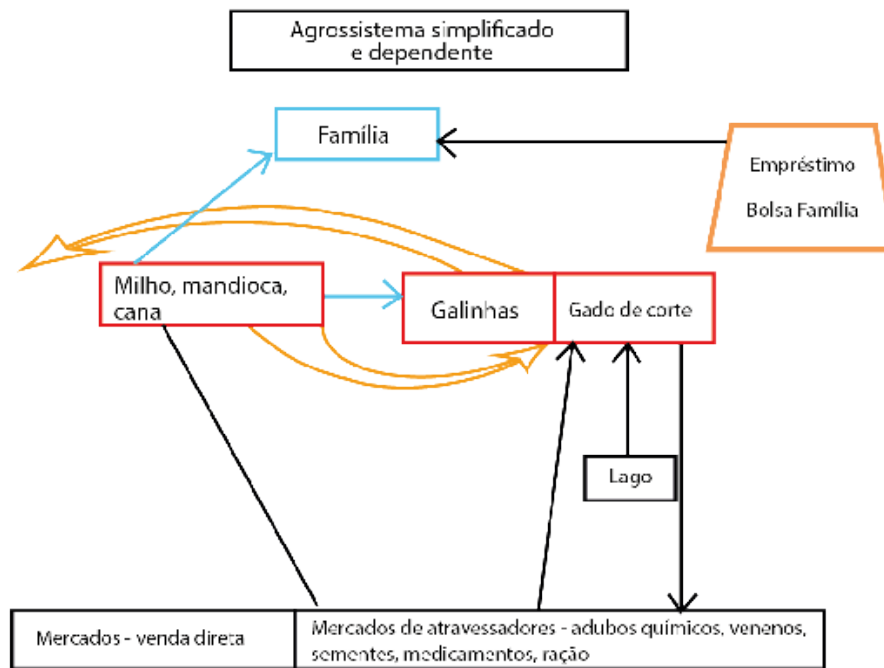 Agrossistema simplificado
e dependente
Família
Empréstimo
Bolsa Família
Milho, mandioca,
cana
Galinhas
Gado de corte
Lago
Mercados - venda direta
Mercados de atravessadores - adubos químicos, venenos,
sementes, medicamentos, ração